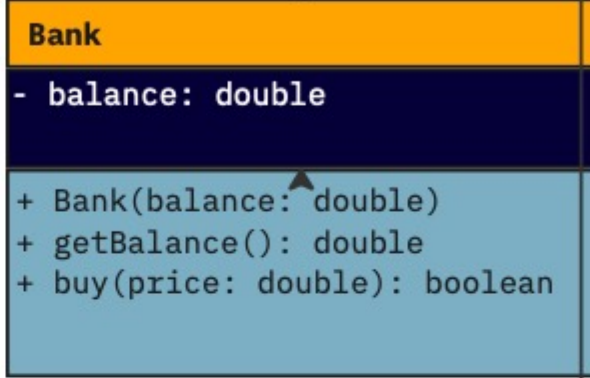 Bank
- balance: double
+ Bank(balance: double)
+ getBalance(): double
+ buy(price: double): boolean